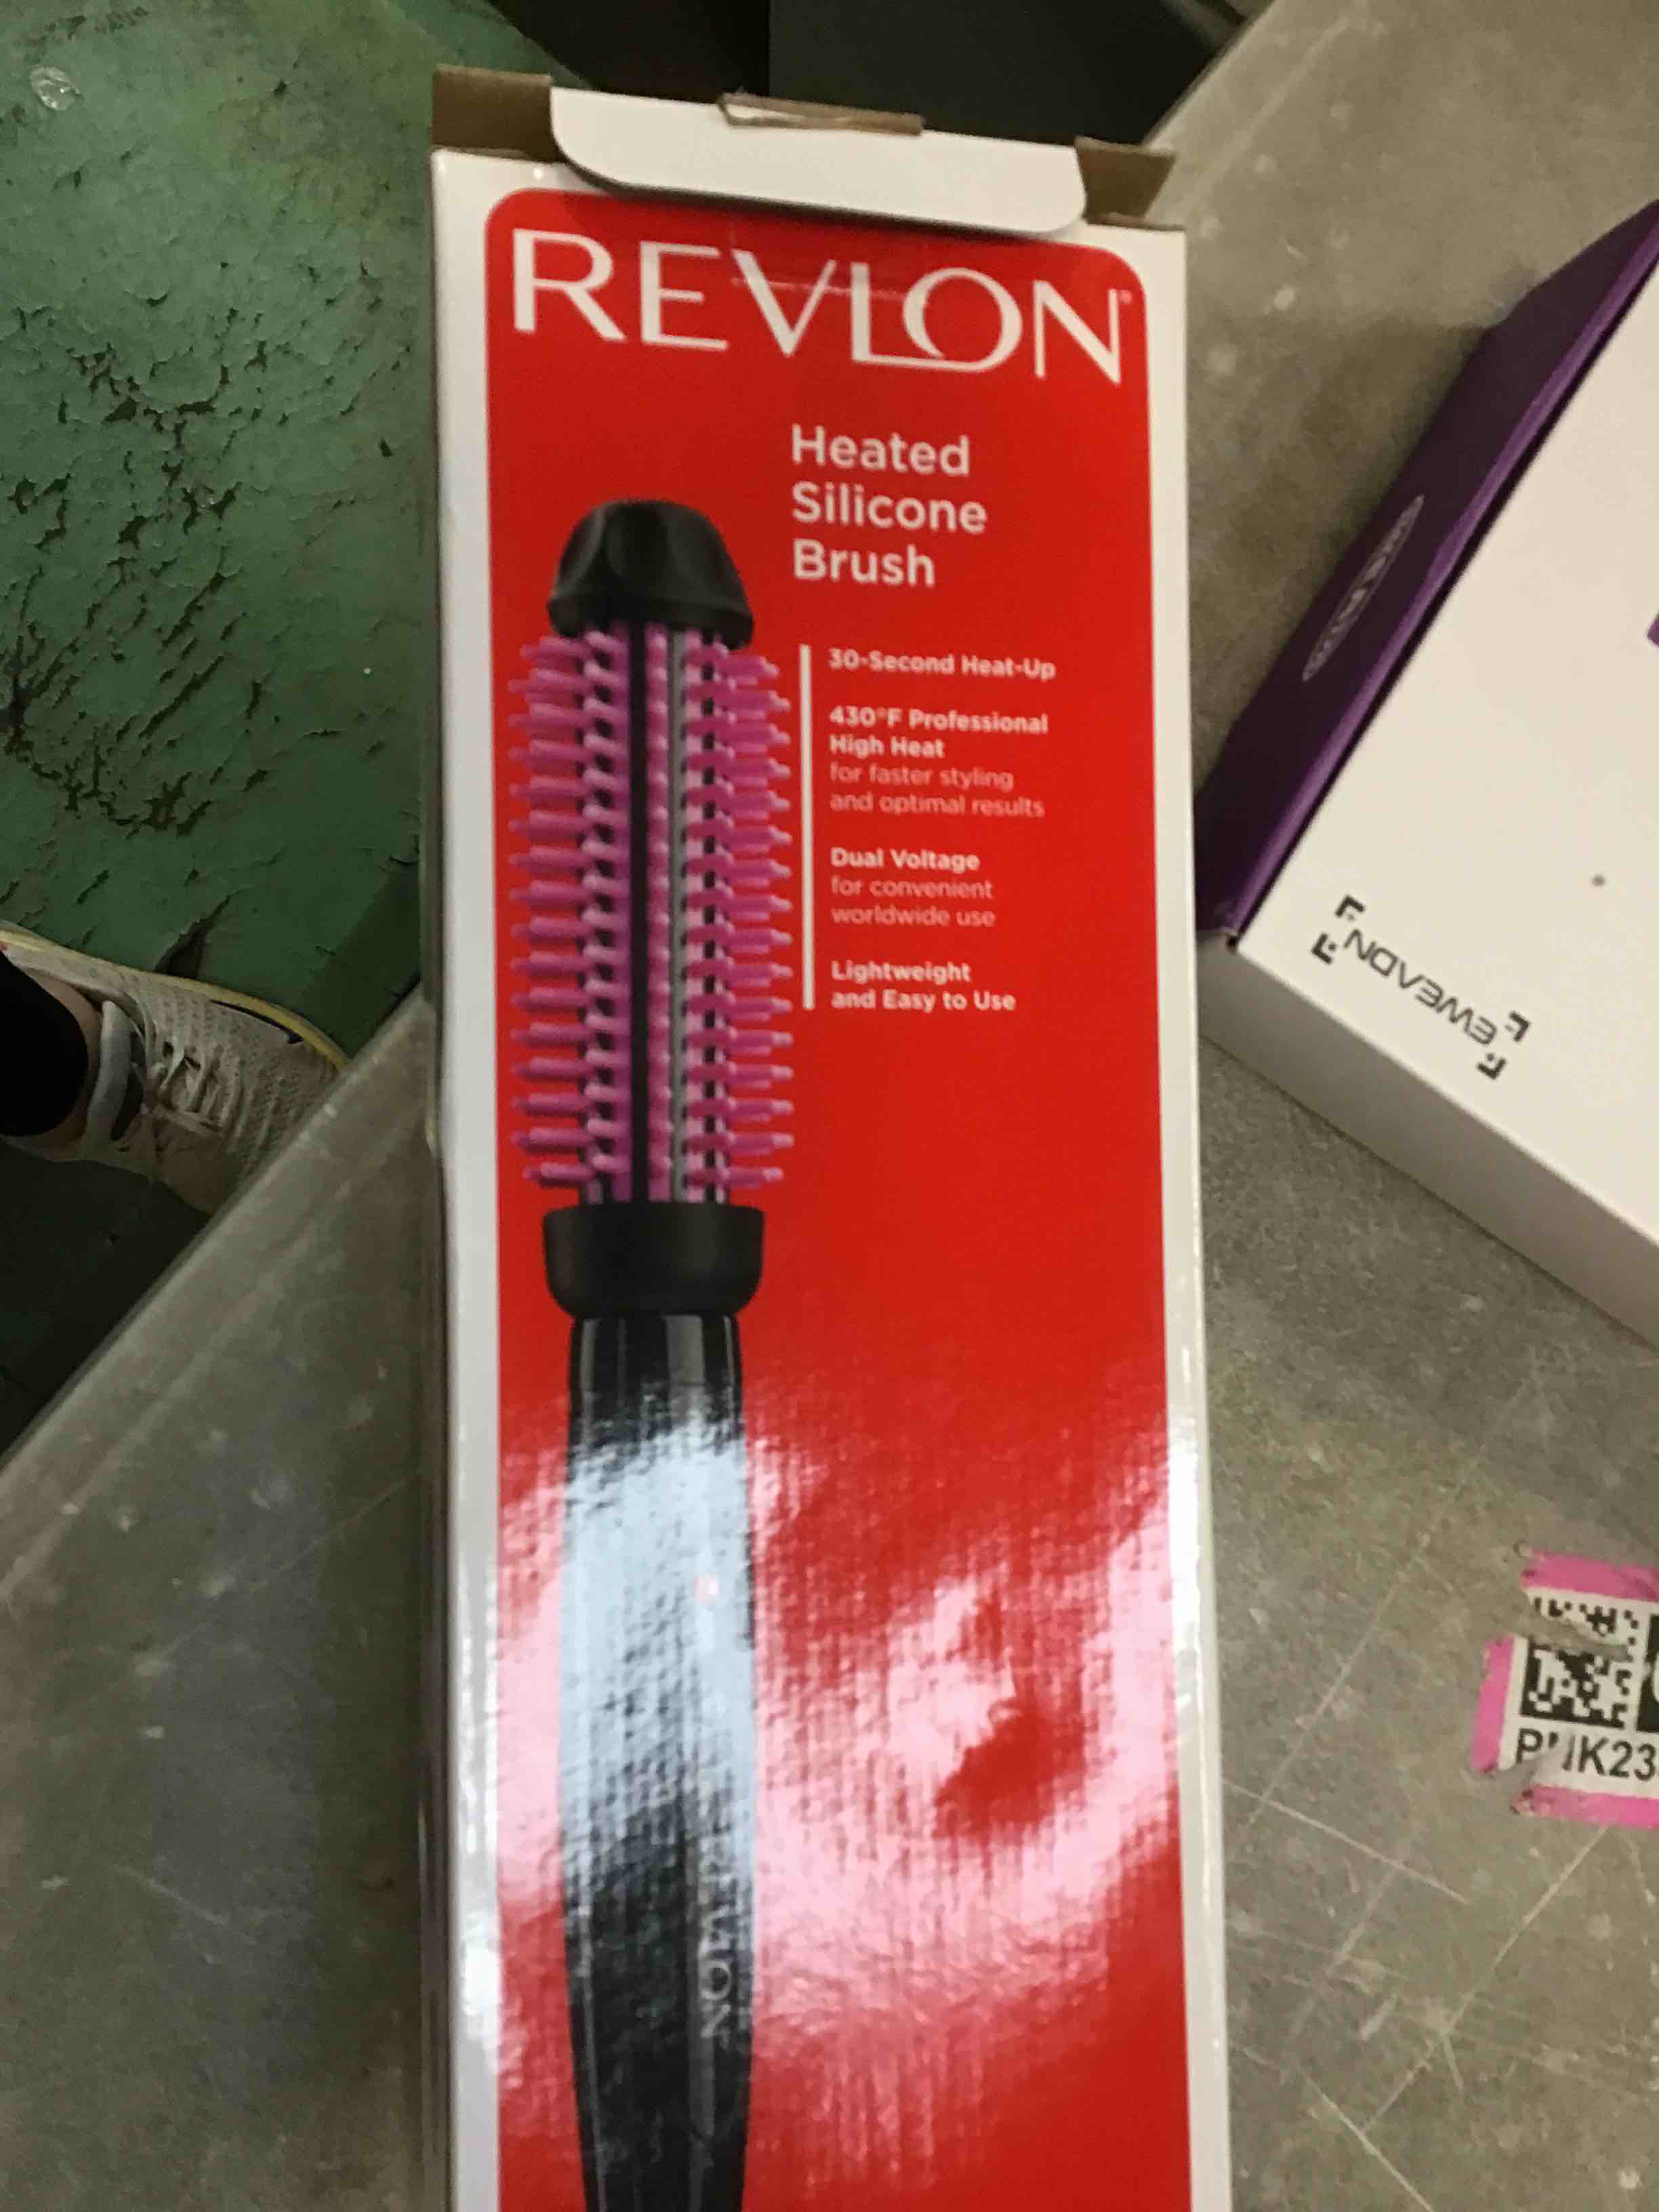 REVLON
Heated
Silicone
Brush
30-Second Heat-Up
430°F Professional
High Heat
for faster styling
and optimal results
Dual Voltage
for convenient
worldwide use
Lightweight
and Easy to Use
REVLON
FEWEADN